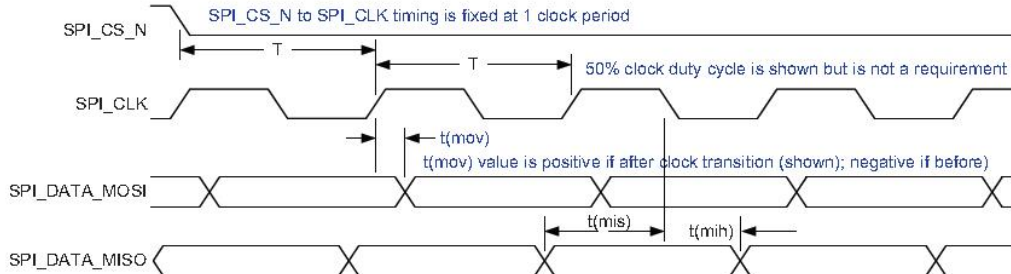 SPI_CS_N
SPI_CS_N to SPI_CLK timing is fixed at 1 clock period
T
T
50% clock duty cycle is shown but is not a requirement
SPI_CLK
t(mov)
t(mov) value is positive if after clock transition (shown); negative if before)
SPI_DATA_MOSI
t(mis)
t(mih)
SPI_DATA_MISO